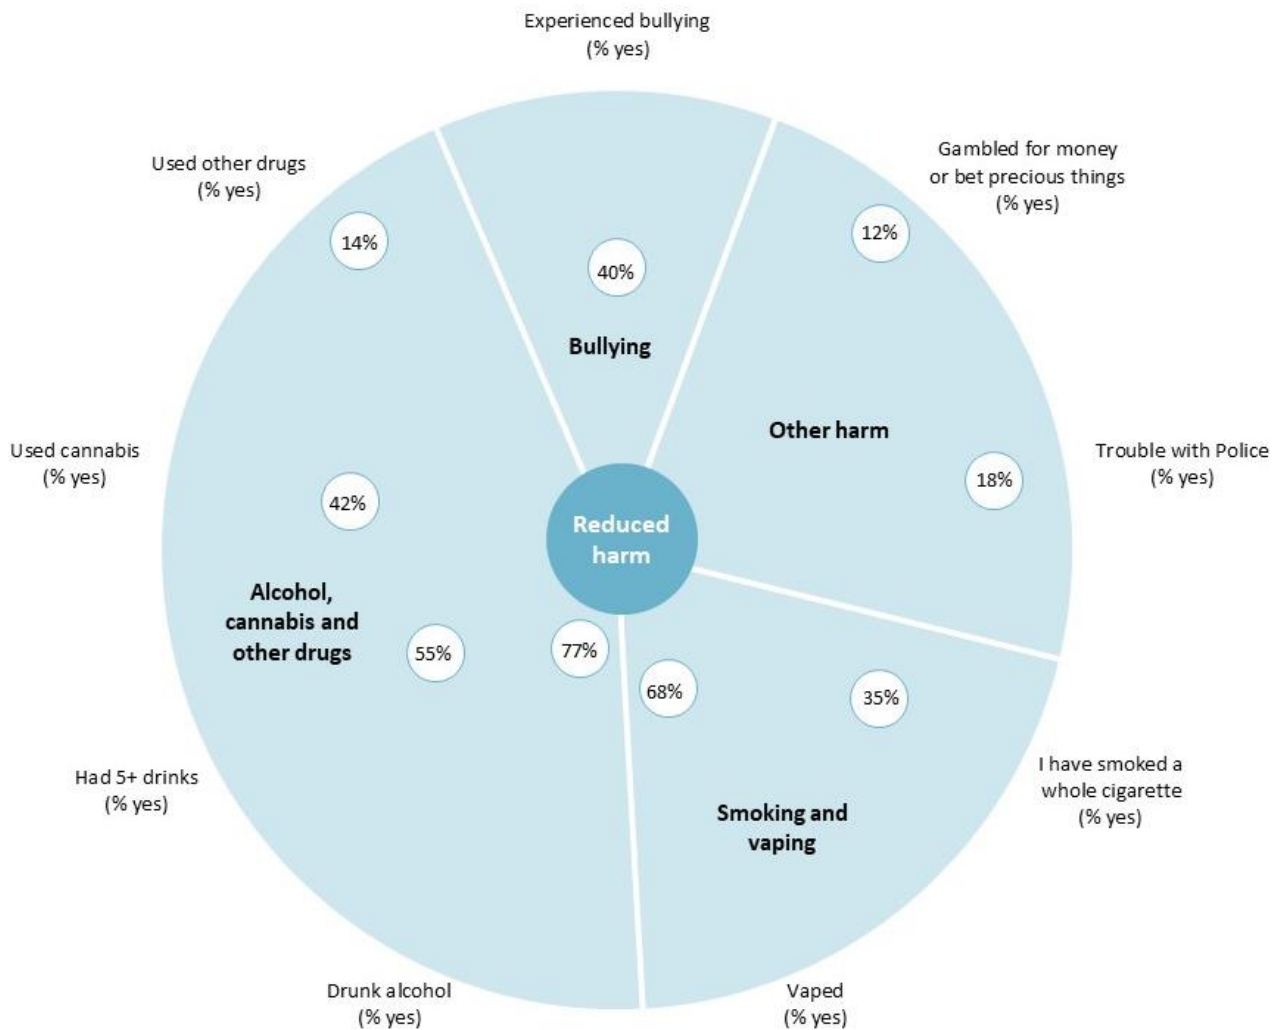 Experienced bullying
(% yes)
Used other drugs
(% yes)
Gambled for money
or bet precious things
(% yes)
14%
12%
40%
Bullying
Other harm
Used cannabis
(% yes)
Trouble with Police
(% yes)
42%
18%
Reduced
harm
Alcohol,
cannabis and
other drugs
55%
77%
68%
35%
Had 5+ drinks
(% yes)
I have smoked a
whole cigarette
(% yes)
Smoking and
vaping
Drunk alcohol
(% yes)
Vaped
(% yes)